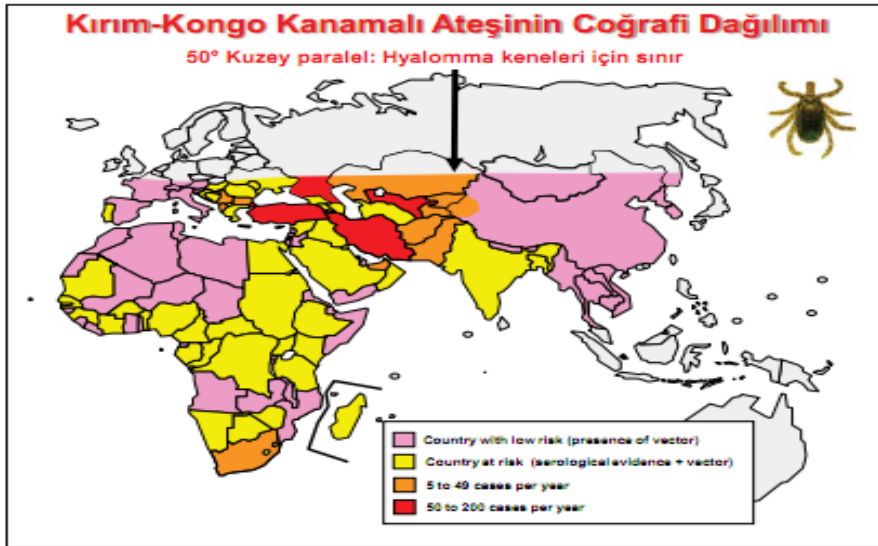 Kırım-Kongo Kanamalı Ateşinin Coğrafi Dağılımı
50° Kuzey paralel: Hyalomma keneleri için sınır
Country with low risk (presence of vector)
Country at risk (serological evidence + vector)
5 to 49 cases per year
50 to 200 cases per year